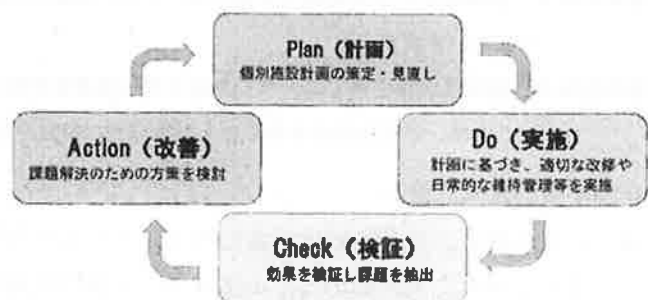 Plan（計画）
個別施設計画の策定・見直し
Do（実施）
計画に基づき、適切な改修や
日常的な維持管理等を実施
Check（検証）
効果を検証し課題を抽出
Action（改善）
課題解決のための方策を検討